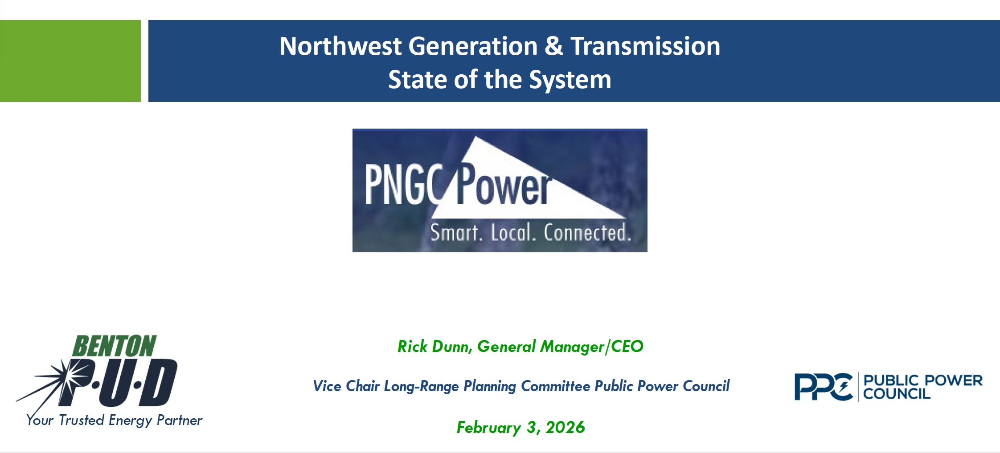 Northwest Generation & Transmission
State of the System
PNGC Power
Smart. Local. Connected.
BENTON
P·U·D
Your Trusted Energy Partner
Rick Dunn, General Manager/CEO
Vice Chair Long-Range Planning Committee Public Power Council
February 3, 2026
PPC PUBLIC POWER
COUNCIL